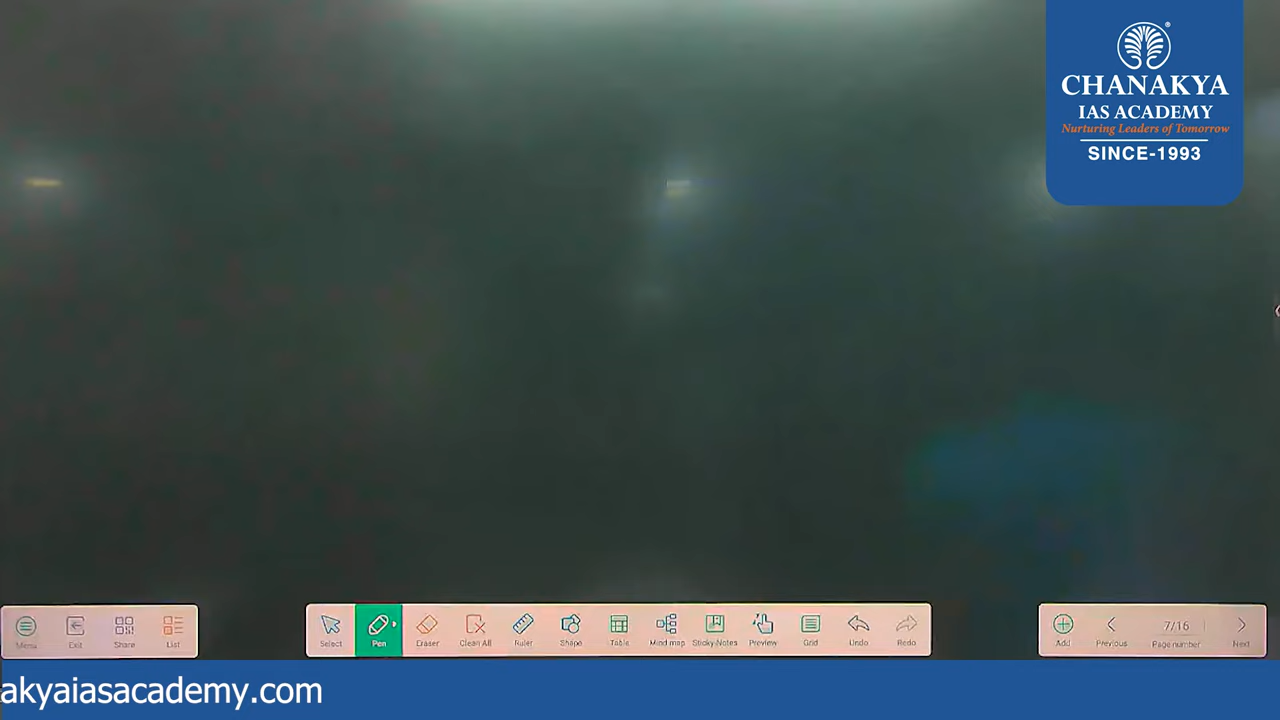 CHANAKYA
IAS ACADEMY
Nurturing Leaders of Tomorrow
SINCE-1993
Menu Exit Share List
Select Pen Eraser Clean All Ruler Shape Table Mind map Sticky Notes Preview Grid Undo Redo
Add Previous 7/16 Page number Next
akyaiasacademy.com